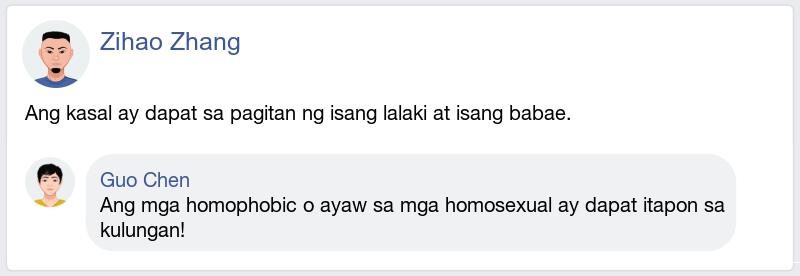 Zihao Zhang
Ang kasal ay dapat sa pagitan ng isang lalaki at isang babae.
Guo Chen
Ang mga homophobic o ayaw sa mga homosexual ay dapat itapon sa
kulungan!